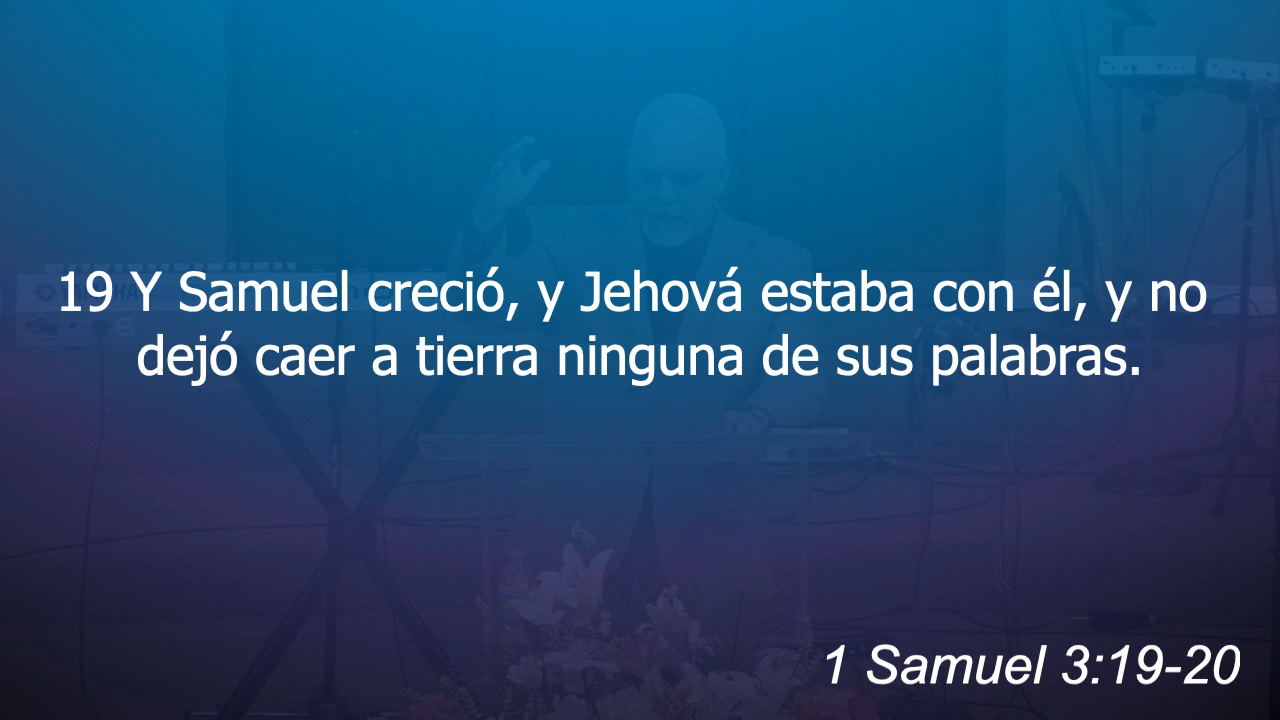 19 Y Samuel creció, y Jehová estaba con él, y no
dejó caer a tierra ninguna de sus palabras.
1 Samuel 3:19-20